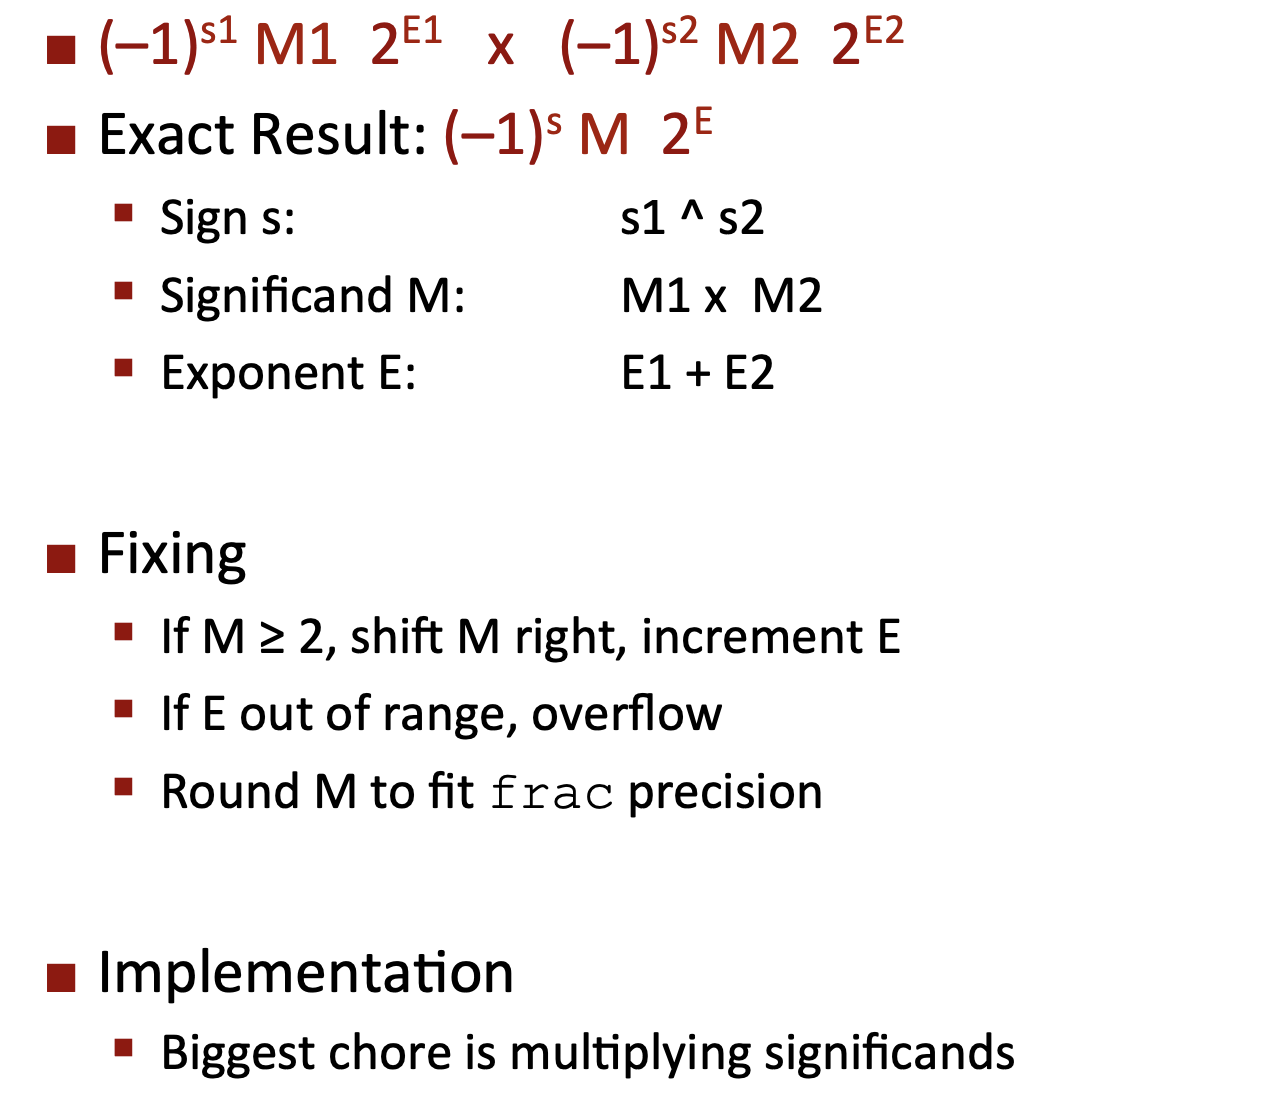 ■ (–1)^s1 M1 2^E1 x (–1)^s2 M2 2^E2
■ Exact Result: (–1)^s M 2^E
▪ Sign s: s1 ^ s2
▪ Significand M: M1 x M2
▪ Exponent E: E1 + E2
■ Fixing
▪ If M ≥ 2, shift M right, increment E
▪ If E out of range, overflow
▪ Round M to fit frac precision
■ Implementation
▪ Biggest chore is multiplying significands